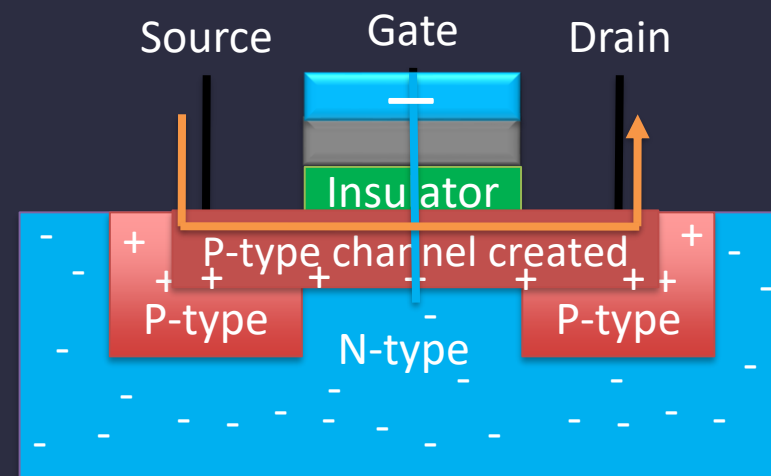 Source
Gate
Drain
Insulator
P-type channel created
P-type
P-type
N-type